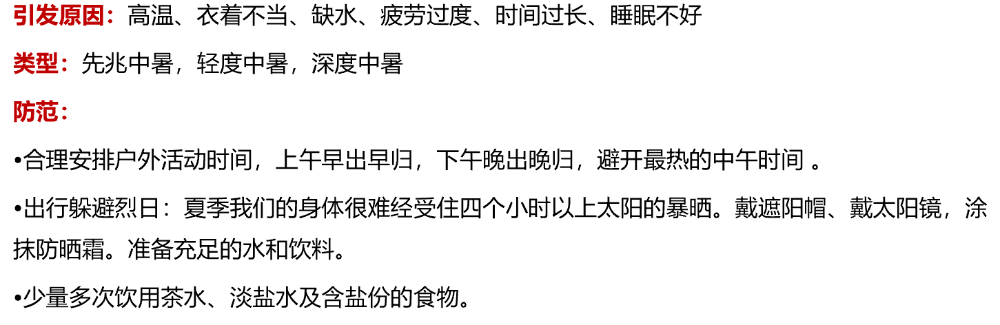 引发原因：高温、衣着不当、缺水、疲劳过度、时间过长、睡眠不好
类型：先兆中暑，轻度中暑，深度中暑
防范：
•合理安排户外活动时间，上午早出早归，下午晚出晚归，避开最热的中午时间 。
•出行躲避烈日：夏季我们的身体很难经受住四个小时以上太阳的暴晒。戴遮阳帽、戴太阳镜，涂
抹防晒霜。准备充足的水和饮料。
•少量多次饮用茶水、淡盐水及含盐份的食物。